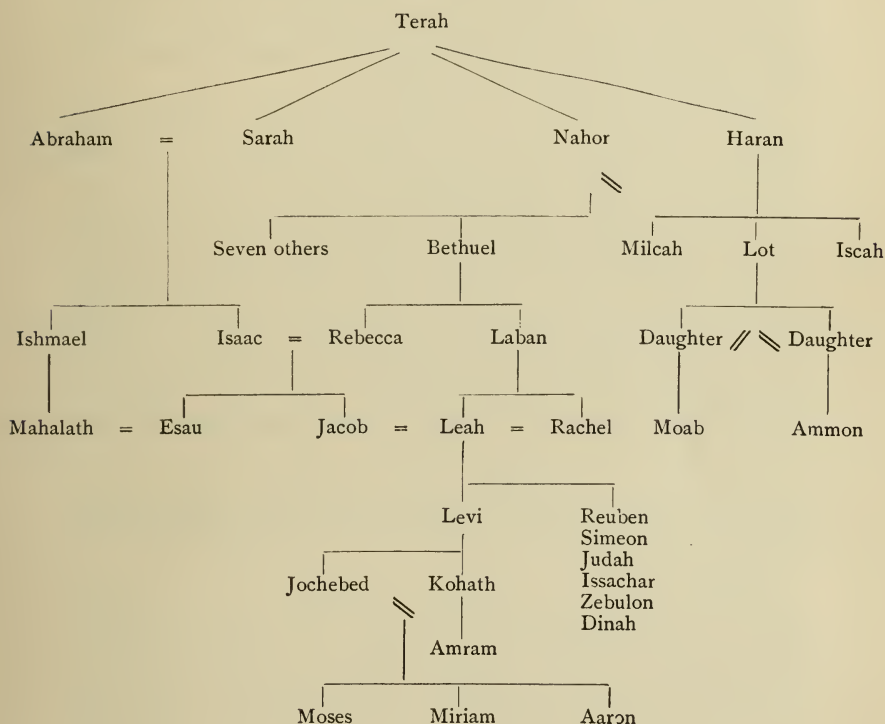 Terah
Abraham = Sarah Nahor Haran
Seven others Bethuel Milcah Lot Iscah
Ishmael Isaac = Rebecca Laban Daughter // \\ Daughter
Mahalath = Esau Jacob = Leah = Rachel Moab Ammon
Levi Reuben
Simeon
Judah
Jochebed Kohath Issachar
Zebulon
Dinah
Amram
Moses Miriam Aaron